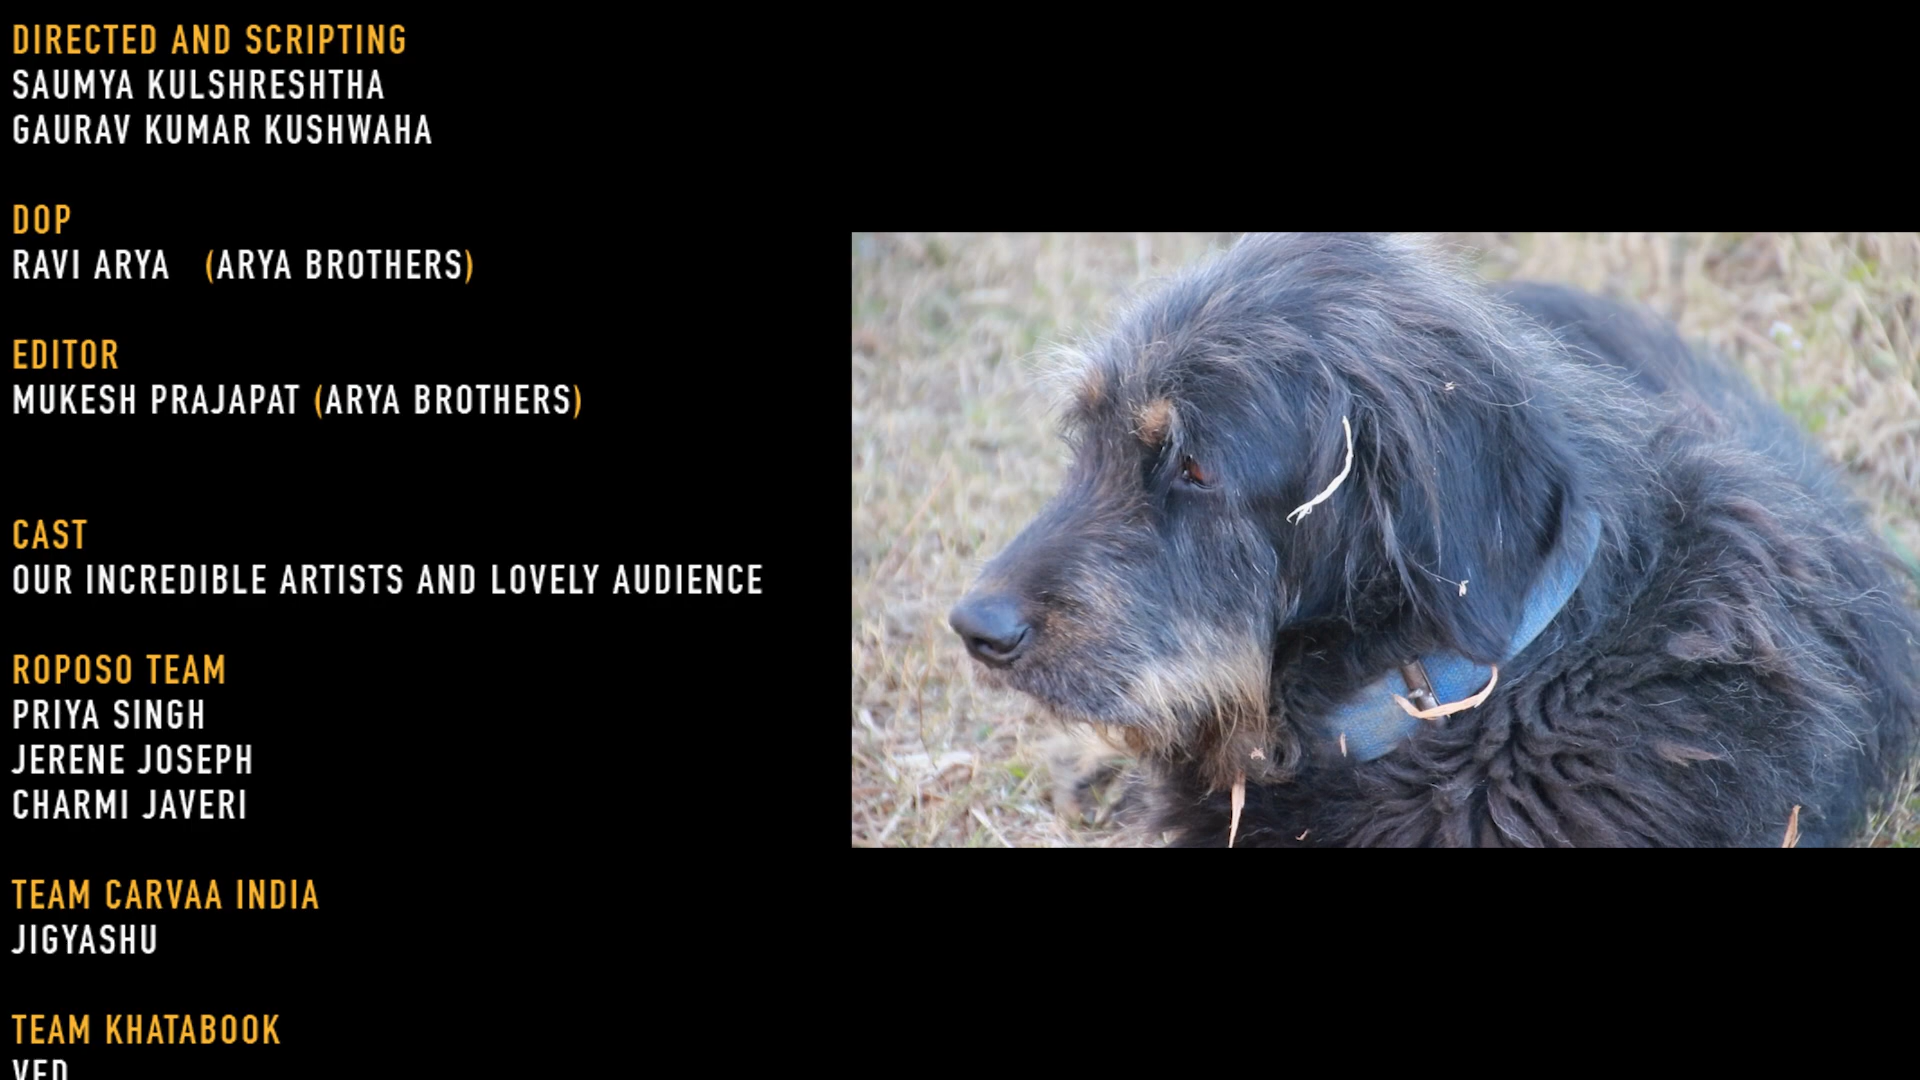 DIRECTED AND SCRIPTING
SAUMYA KULSHRESHTHA
GAURAV KUMAR KUSHWAHA
DOP
RAVI ARYA (ARYA BROTHERS)
EDITOR
MUKESH PRAJAPAT (ARYA BROTHERS)
CAST
OUR INCREDIBLE ARTISTS AND LOVELY AUDIENCE
ROPOSO TEAM
PRIYA SINGH
JERENE JOSEPH
CHARMI JAVERI
TEAM CARVAA INDIA
JIGYASHU
TEAM KHATABOOK
VED